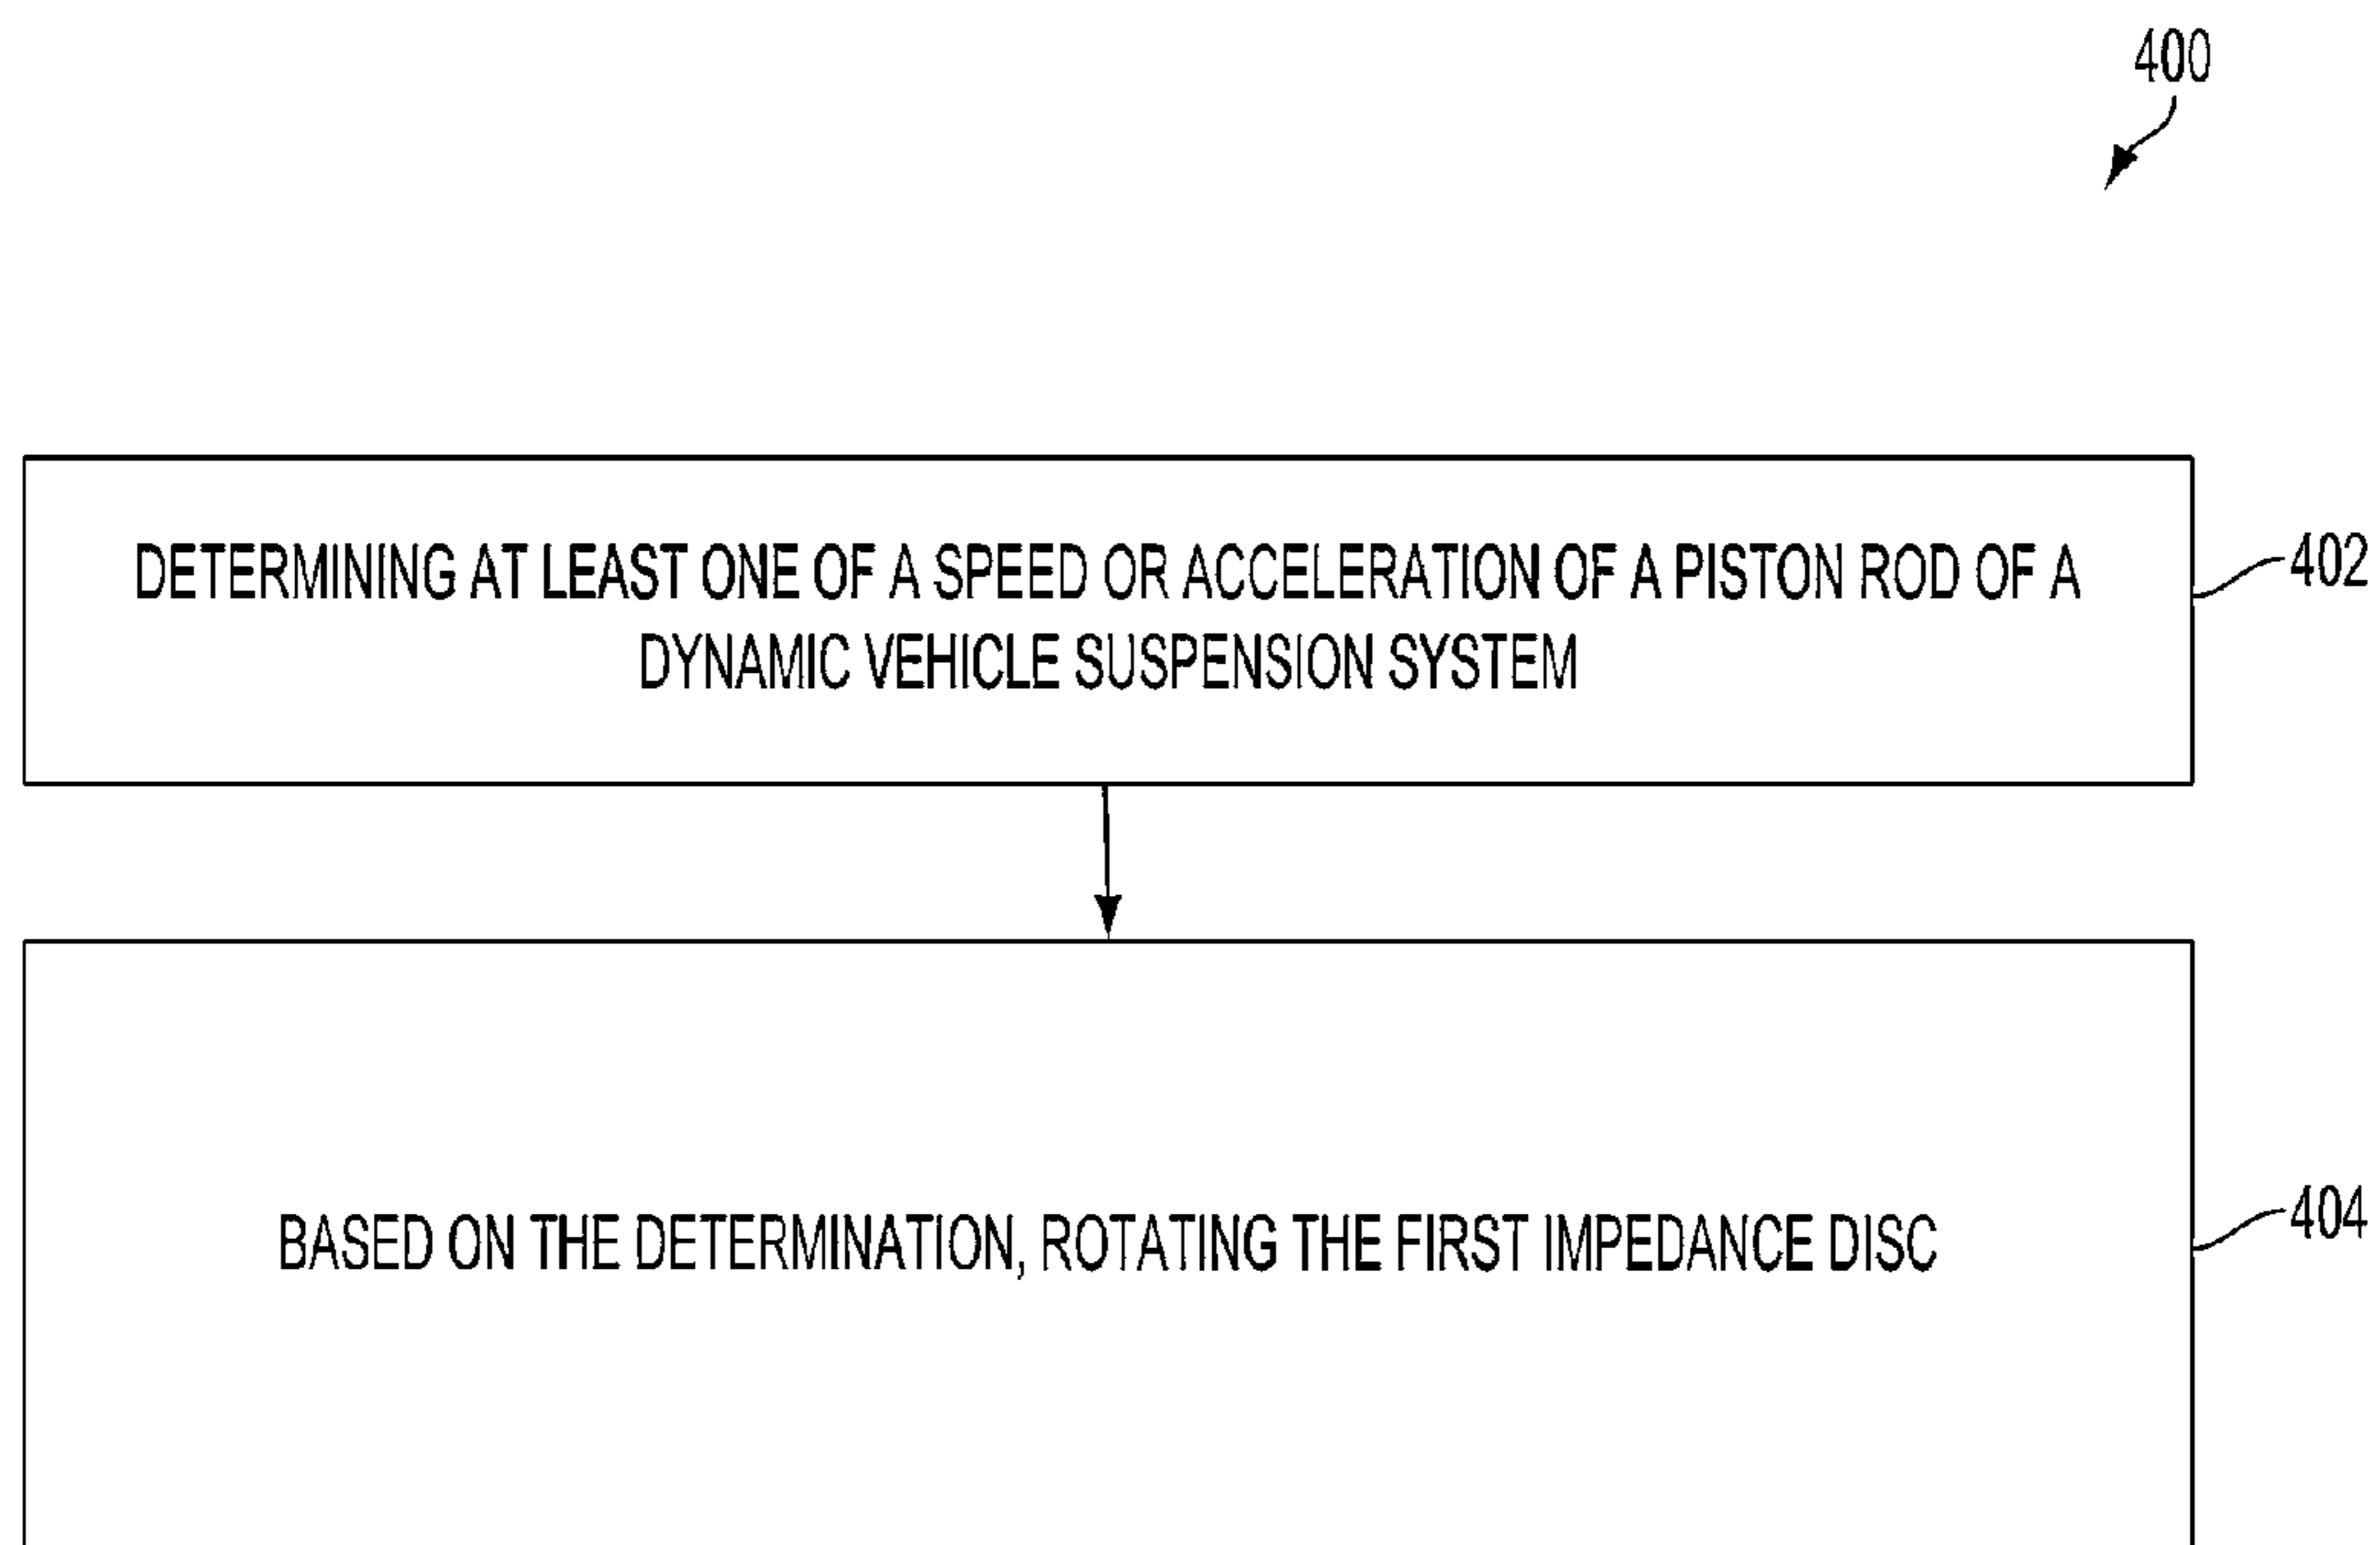 400
DETERMINING AT LEAST ONE OF A SPEED OR ACCELERATION OF A PISTON ROD OF A
DYNAMIC VEHICLE SUSPENSION SYSTEM
402
BASED ON THE DETERMINATION, ROTATING THE FIRST IMPEDANCE DISC
404